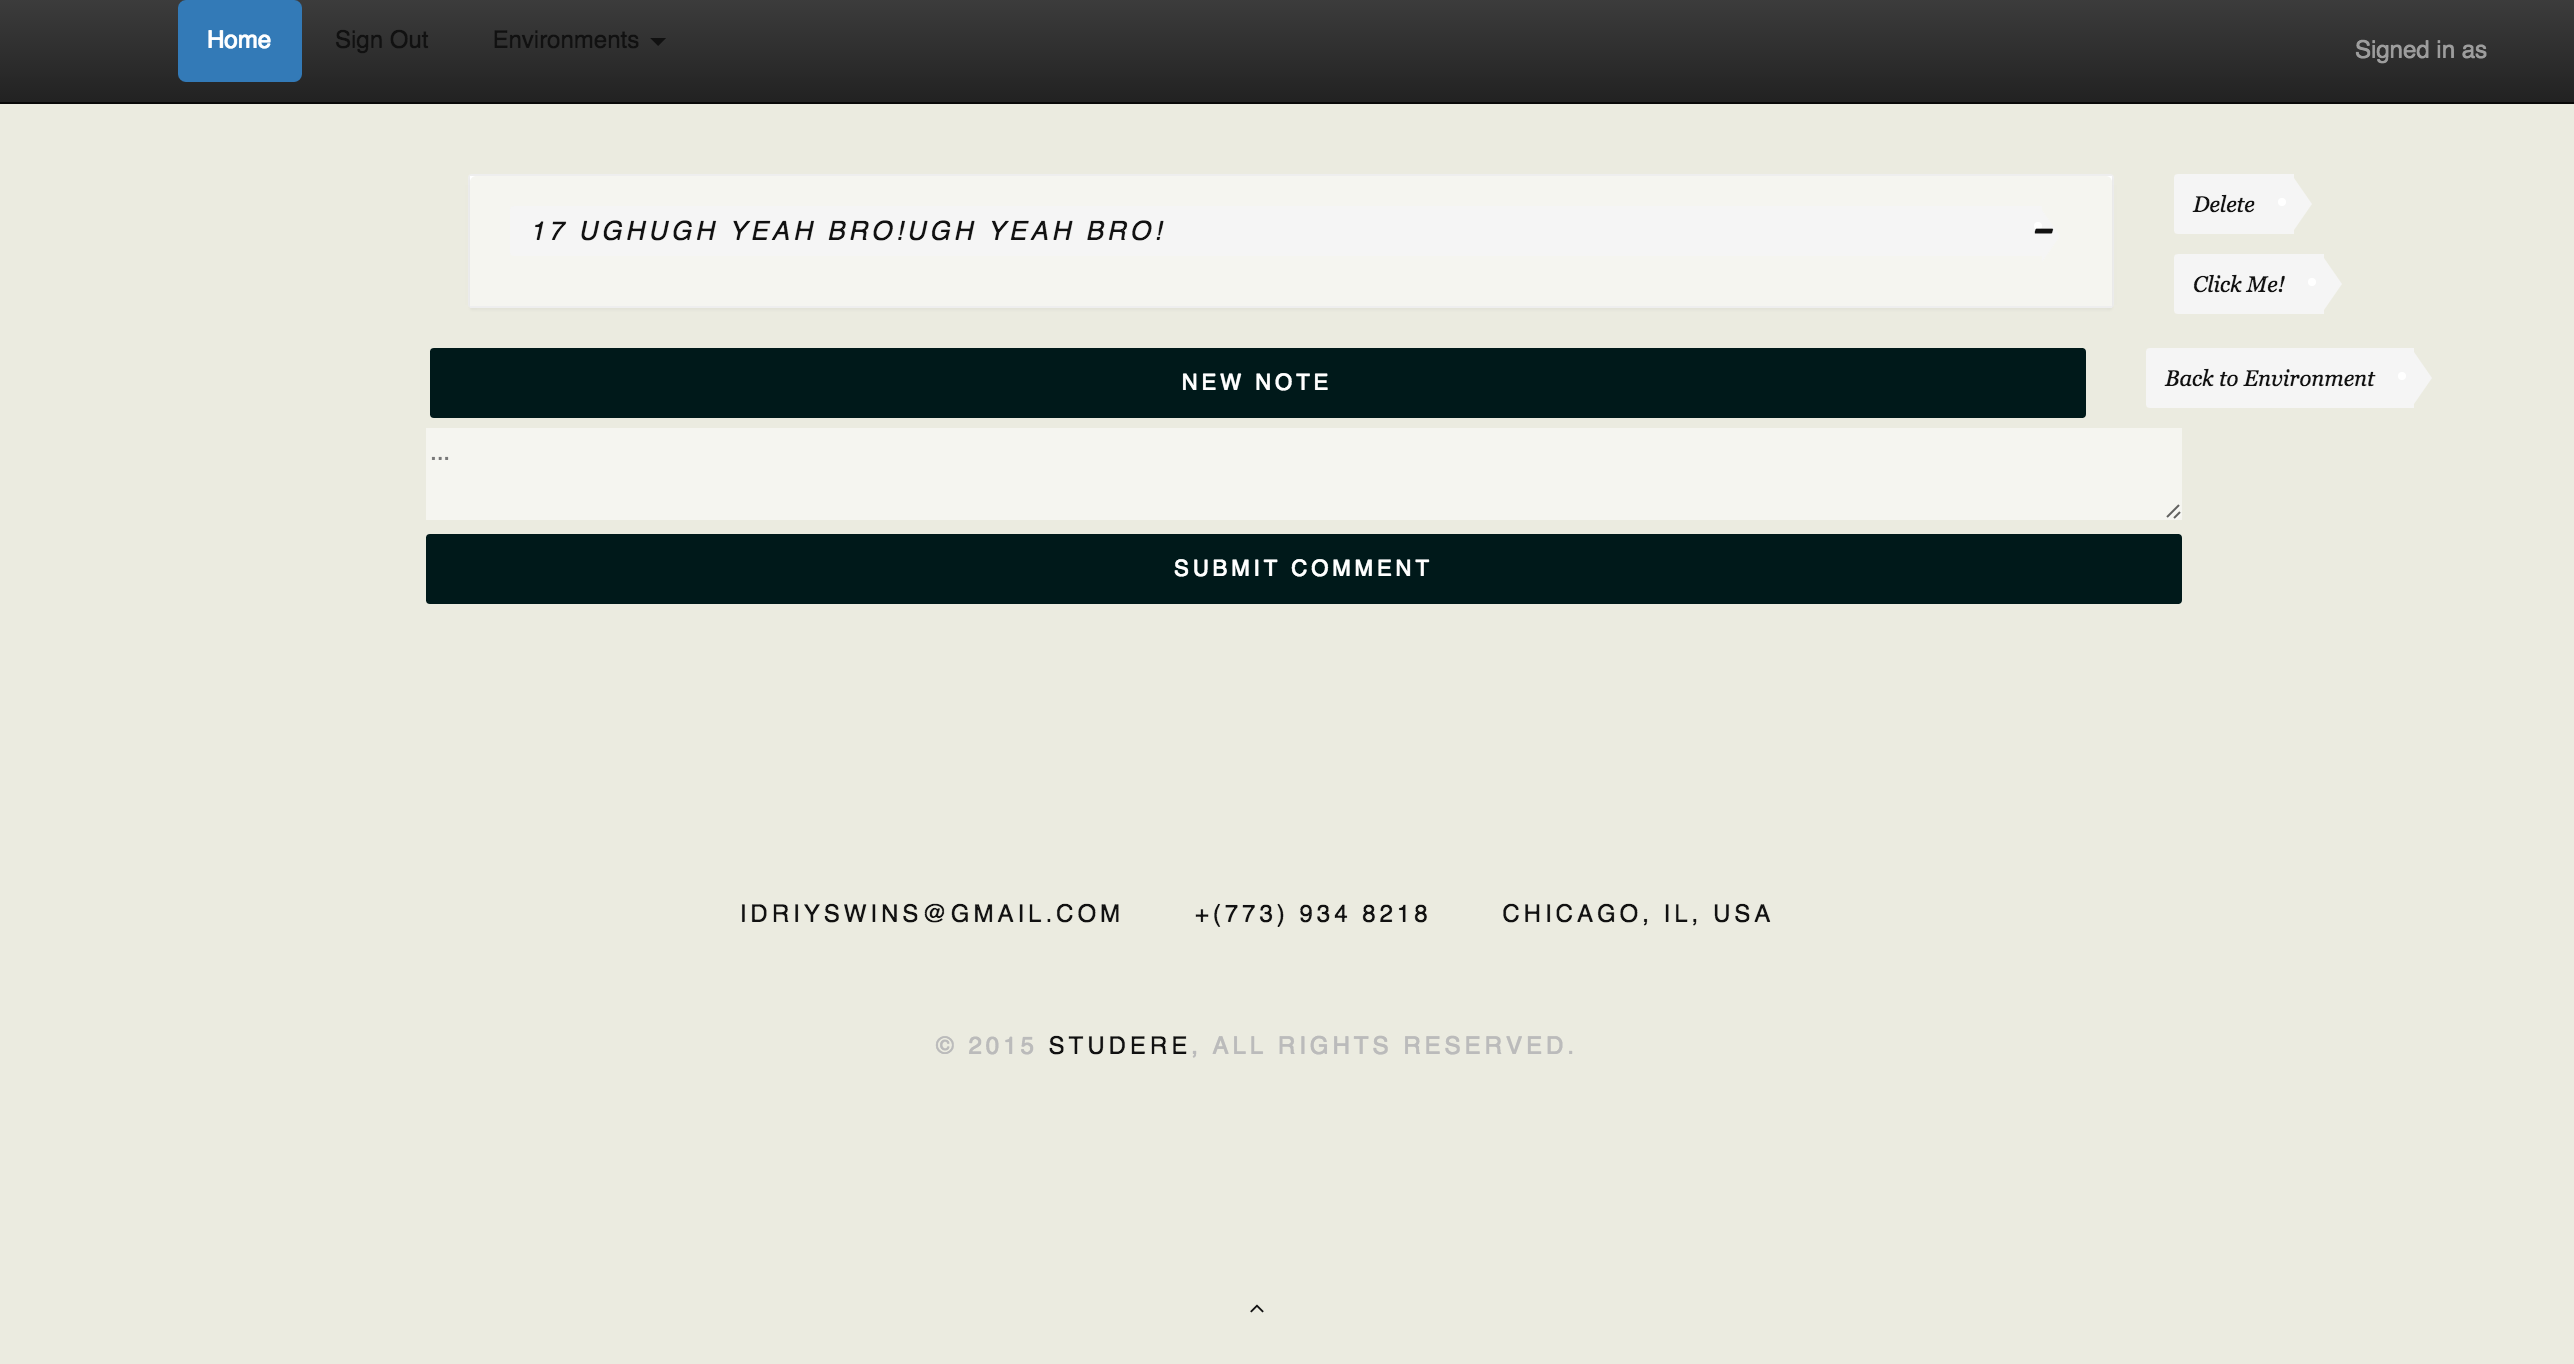 Home Sign Out Environments Signed in as
17 UGHUGH YEAH BRO!UGH YEAH BRO!
Delete
Click Me!
NEW NOTE
Back to Environment
...
SUBMIT COMMENT
IDRIYSWINS@GMAIL.COM +(773) 934 8218 CHICAGO, IL, USA
© 2015 STUDERE, ALL RIGHTS RESERVED.